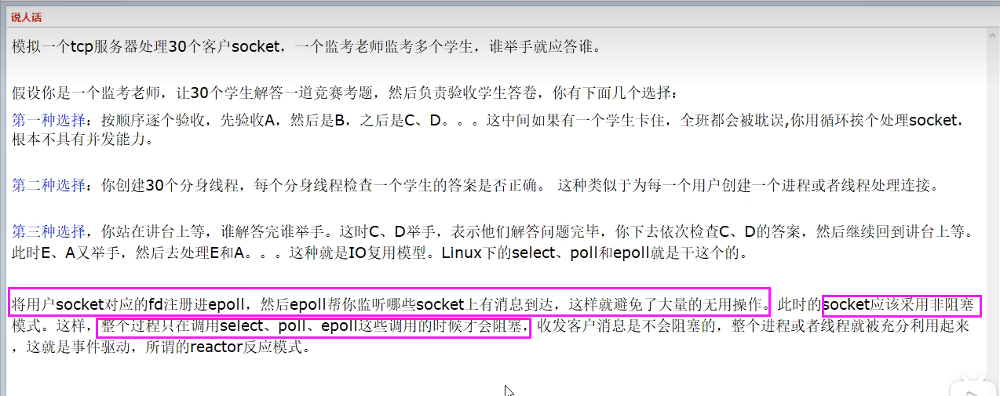 说人话
模拟一个tcp服务器处理30个客户socket，一个监考老师监考多个学生，谁举手就应答谁。
假设你是一个监考老师，让30个学生解答一道竞赛考题，然后负责验收学生答卷，你有下面几个选择：
第一种选择：按顺序逐个验收，先验收A，然后是B，之后是C、D。。。这中间如果有一个学生卡住，全班都会被耽误,你用循环挨个处理socket，
根本不具有并发能力。
第二种选择：你创建30个分身线程，每个分身线程检查一个学生的答案是否正确。 这种类似于为每一个用户创建一个进程或者线程处理连接。
第三种选择，你站在讲台上等，谁解答完谁举手。这时C、D举手，表示他们解答问题完毕，你下去依次检查C、D的答案，然后继续回到讲台上等。
此时E、A又举手，然后去处理E和A。。。这种就是IO复用模型。Linux下的select、poll和epoll就是干这个的。
将用户socket对应的fd注册进epoll，然后epoll帮你监听哪些socket上有消息到达，这样就避免了大量的无用操作。此时的socket应该采用非阻塞
模式。这样，整个过程只在调用select、poll、epoll这些调用的时候才会阻塞，收发客户消息是不会阻塞的，整个进程或者线程就被充分利用起来
，这就是事件驱动，所谓的reactor反应模式。